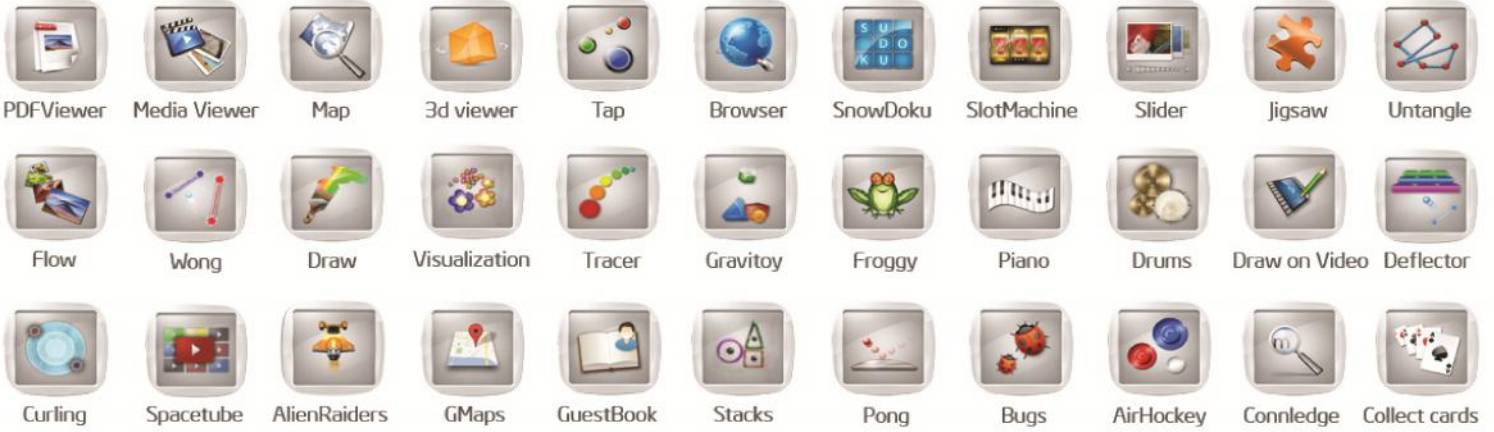 PDFViewer Media Viewer Map 3d viewer Tap Browser SnowDoku SlotMachine Slider Jigsaw Untangle
Flow Wong Draw Visualization Tracer Gravitoy Froggy Piano Drums Draw on Video Deflector
Curling Spacetube AlienRaiders GMaps GuestBook Stacks Pong Bugs AirHockey Connledge Collect cards